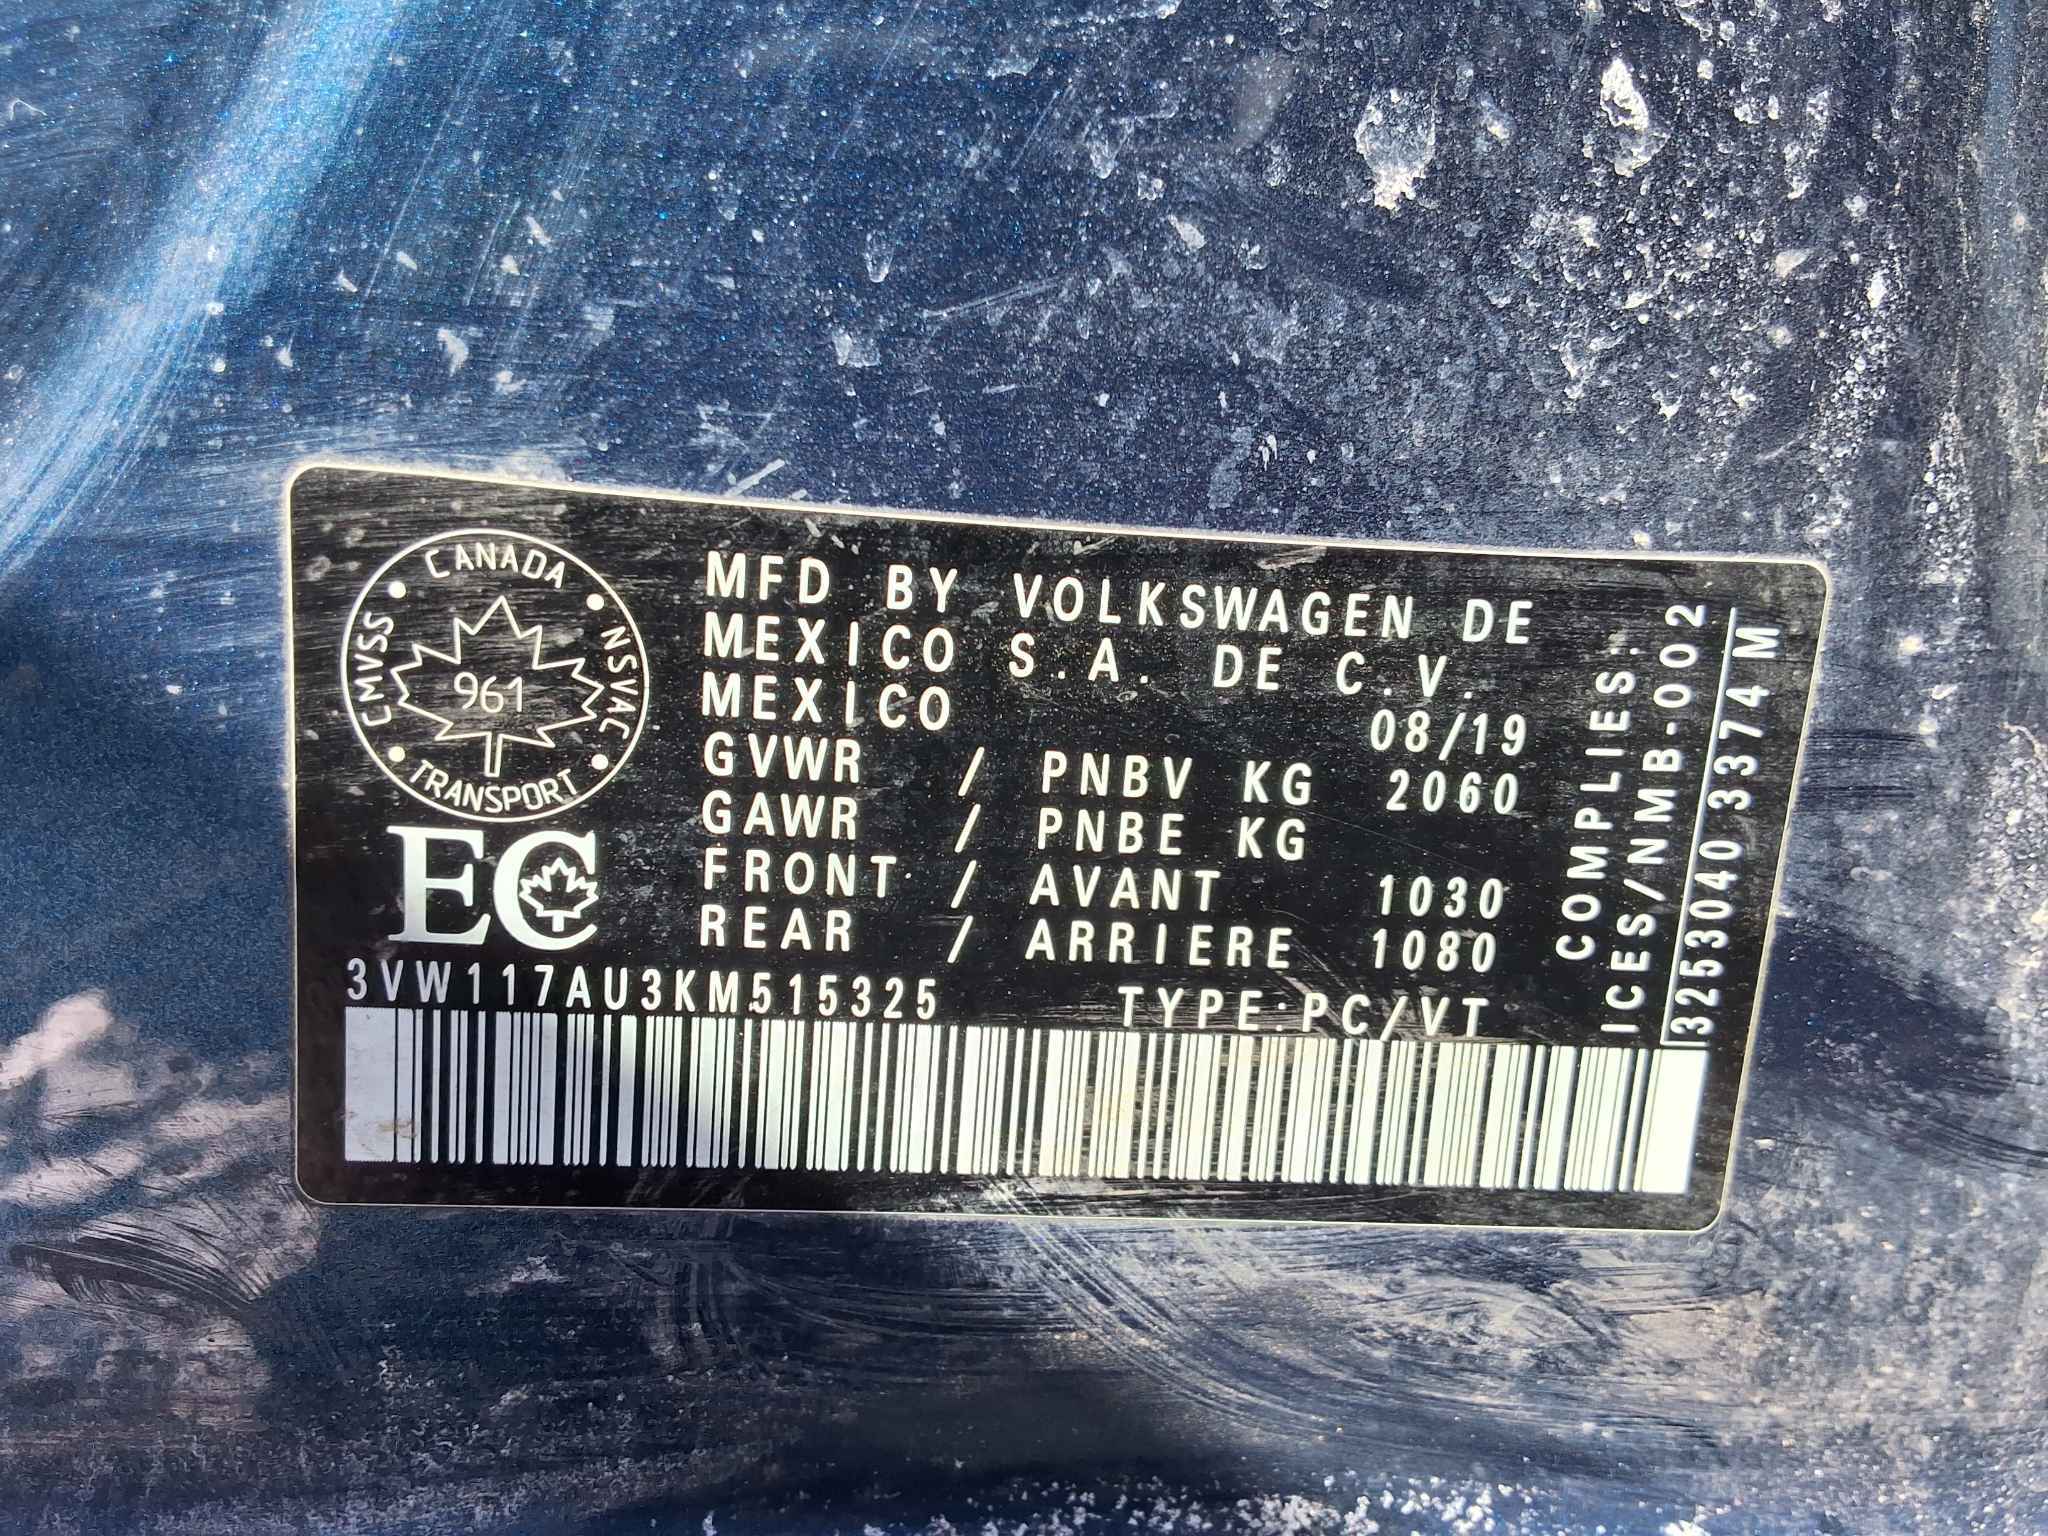 CANADA
CMVSS
NSVAC
961
TRANSPORT
EC
MFD BY VOLKSWAGEN DE
MEXICO S.A. DE C.V.
MEXICO 08/19
GVWR / PNBV KG 2060
GAWR / PNBE KG
FRONT / AVANT 1030
REAR / ARRIERE 1080
3VW117AU3KM515325 TYPE:PC/VT
COMPLIES:
ICES/NMB-002
3253040 3374 M